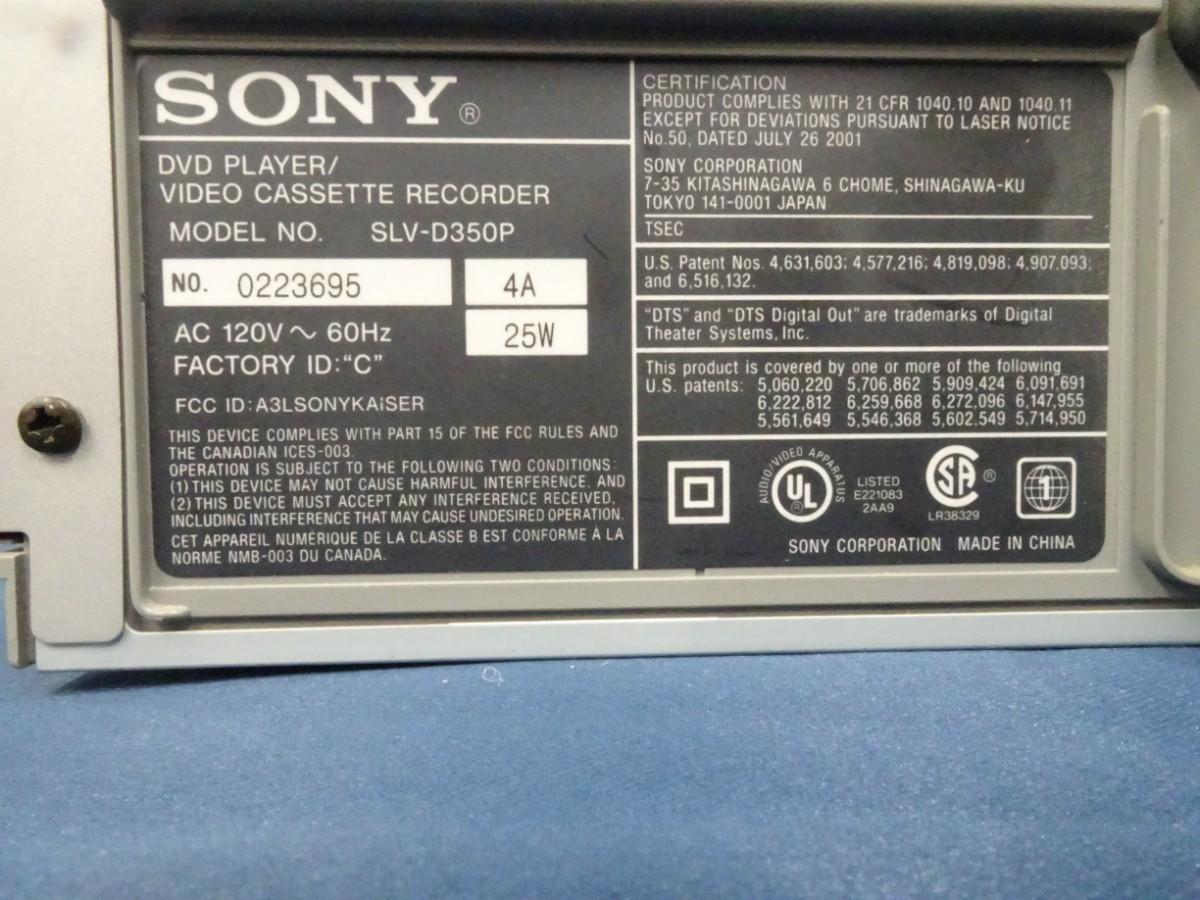 SONY®
DVD PLAYER/
VIDEO CASSETTE RECORDER
MODEL NO. SLV-D350P
NO. 0223695
4A
AC 120V ~ 60Hz
25W
FACTORY ID:“C”
FCC ID:A3LSONYKAiSER
THIS DEVICE COMPLIES WITH PART 15 OF THE FCC RULES AND
THE CANADIAN ICES-003.
OPERATION IS SUBJECT TO THE FOLLOWING TWO CONDITIONS:
(1) THIS DEVICE MAY NOT CAUSE HARMFUL INTERFERENCE, AND
(2) THIS DEVICE MUST ACCEPT ANY INTERFERENCE RECEIVED,
INCLUDING INTERFERENCE THAT MAY CAUSE UNDESIRED OPERATION.
CET APPAREIL NUMÉRIQUE DE LA CLASSE B EST CONFORME À LA
NORME NMB-003 DU CANADA.
CERTIFICATION
PRODUCT COMPLIES WITH 21 CFR 1040.10 AND 1040.11
EXCEPT FOR DEVIATIONS PURSUANT TO LASER NOTICE
No.50, DATED JULY 26 2001
SONY CORPORATION
7-35 KITASHINAGAWA 6 CHOME, SHINAGAWA-KU
TOKYO 141-0001 JAPAN
TSEC
U.S. Patent Nos. 4,631,603; 4,577,216; 4,819,098; 4,907,093;
and 6,516,132.
“DTS” and “DTS Digital Out” are trademarks of Digital
Theater Systems, Inc.
This product is covered by one or more of the following
U.S. patents: 5,060,220 5,706,862 5,909,424 6,091,691
6,222,812 6,259,668 6,272,096 6,147,955
5,561,649 5,546,368 5,602,549 5,714,950
AUDIO/VIDEO APPARATUS
UL®
LISTED
E221083
2AA9
SA®
LR38329
1
SONY CORPORATION MADE IN CHINA